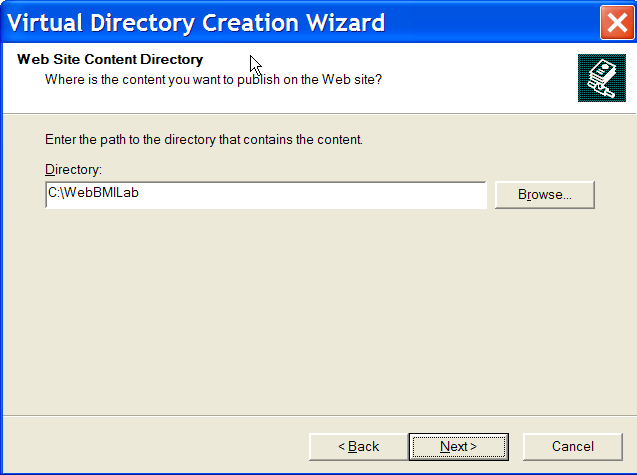 Virtual Directory Creation Wizard
Web Site Content Directory
Where is the content you want to publish on the Web site?
Enter the path to the directory that contains the content.
Directory:
C:\WebBMILab
Browse...
< Back
Next >
Cancel